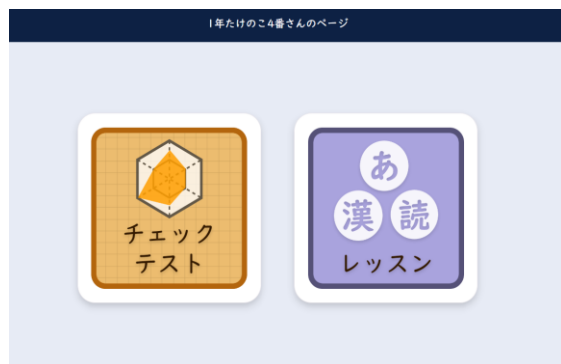 1年たけのこ4番さんのページ
チェック
テスト
あ
漢 読
レッスン